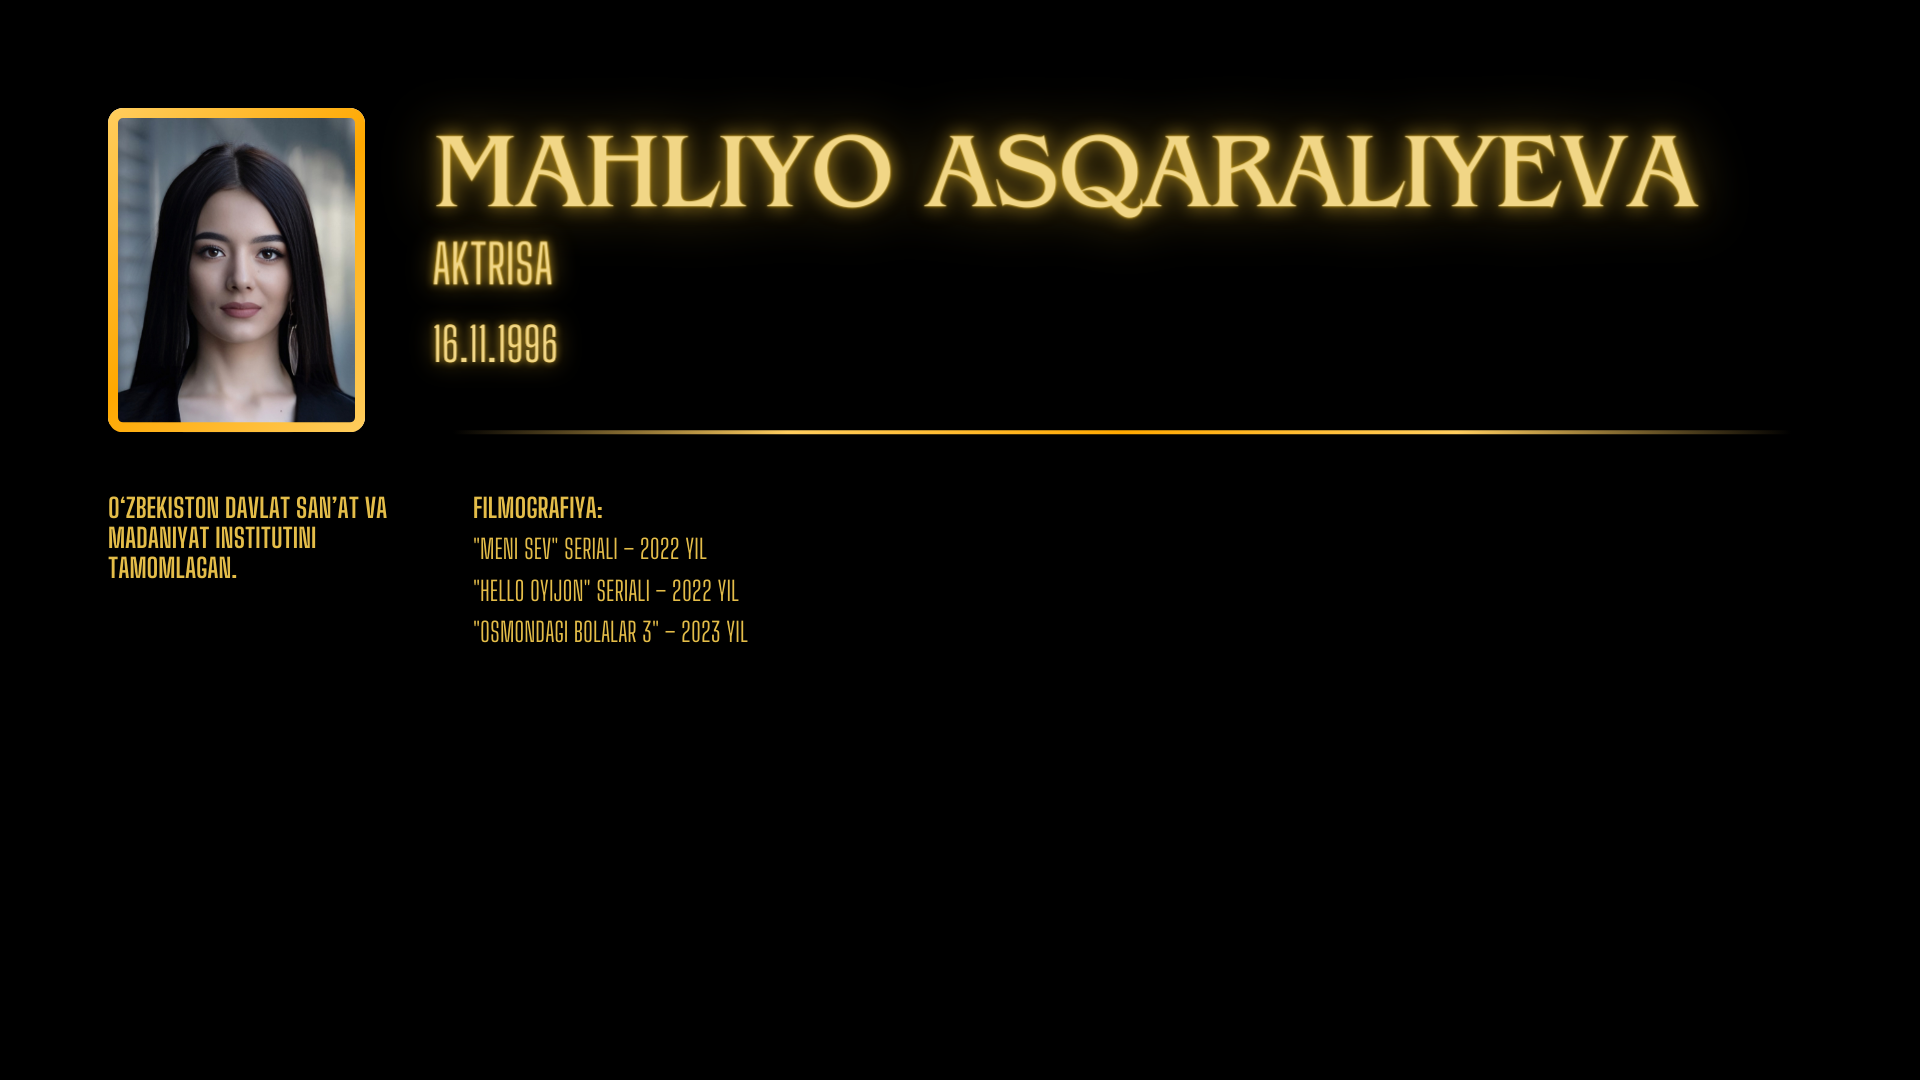 MAHLIYO ASQARALIYEVA
AKTRISA
16.11.1996
O‘ZBEKISTON DAVLAT SAN’AT VA
MADANIYAT INSTITUTINI
TAMOMLAGAN.
FILMOGRAFIYA:
"MENI SEV" SERIALI – 2022 YIL
"HELLO OYIJON" SERIALI – 2022 YIL
"OSMONDAGI BOLALAR 3" – 2023 YIL